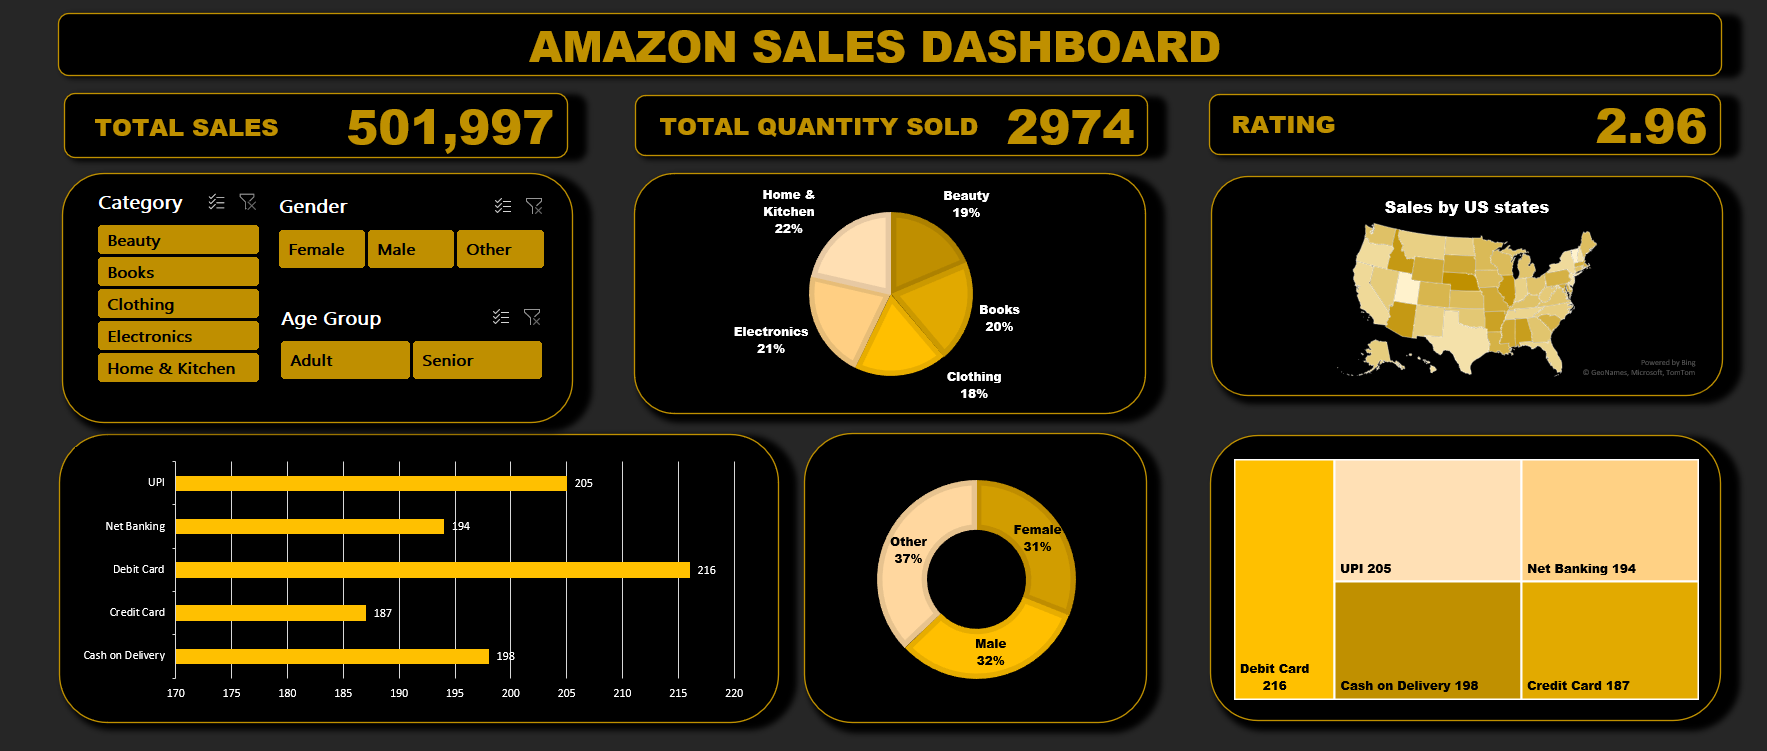 AMAZON SALES DASHBOARD
TOTAL SALES 501,997
TOTAL QUANTITY SOLD 2974
RATING 2.96
Category
Beauty
Books
Clothing
Electronics
Home & Kitchen
Gender
Female Male Other
Age Group
Adult Senior
Home &
Kitchen
22%
Beauty
19%
Books
20%
Electronics
21%
Clothing
18%
Sales by US states
Powered by Bing
© GeoNames, Microsoft, TomTom
UPI 205
Net Banking 194
Debit Card 216
Credit Card 187
Cash on Delivery 198
170 175 180 185 190 195 200 205 210 215 220
Female
31%
Other
37%
Male
32%
UPI 205
Net Banking 194
Debit Card
216
Cash on Delivery 198
Credit Card 187